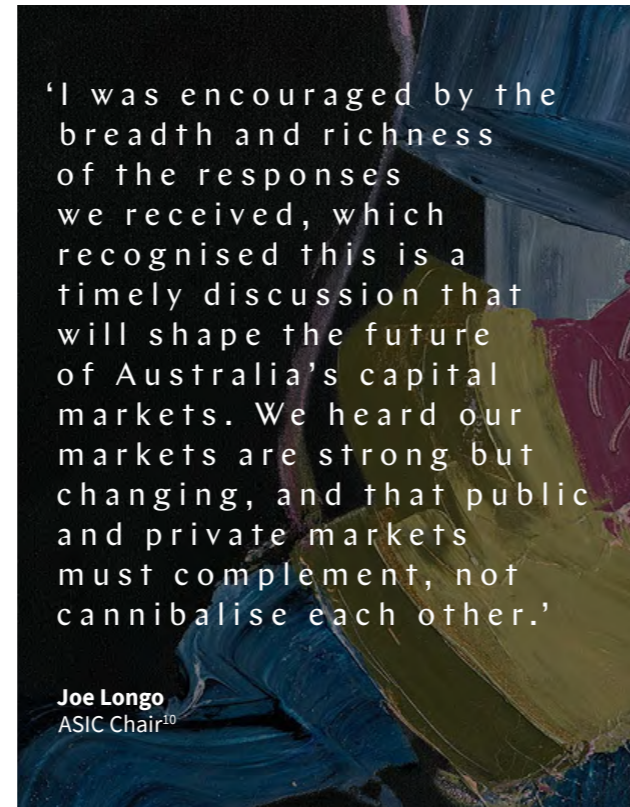 ‘I was encouraged by the
breadth and richness
of the responses
we received, which
recognised this is a
timely discussion that
will shape the future
of Australia’s capital
markets. We heard our
markets are strong but
changing, and that public
and private markets
must complement, not
cannibalise each other.’
Joe Longo
ASIC Chair¹⁰